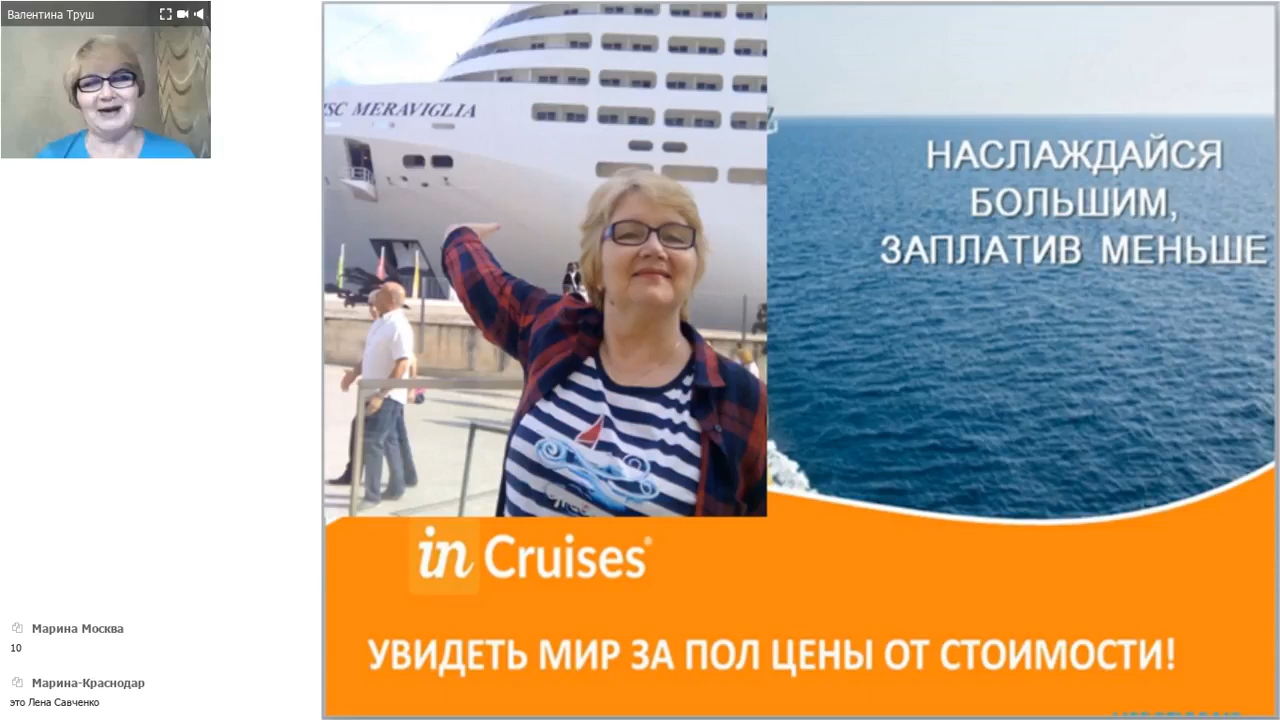 Валентина Труш
MSC MERAVIGLIA
НАСЛАЖДАЙСЯ
БОЛЬШИМ,
ЗАПЛАТИВ МЕНЬШЕ
in Cruises®
УВИДЕТЬ МИР ЗА ПОЛ ЦЕНЫ ОТ СТОИМОСТИ!
Марина Москва
10
Марина-Краснодар
это Лена Савченко